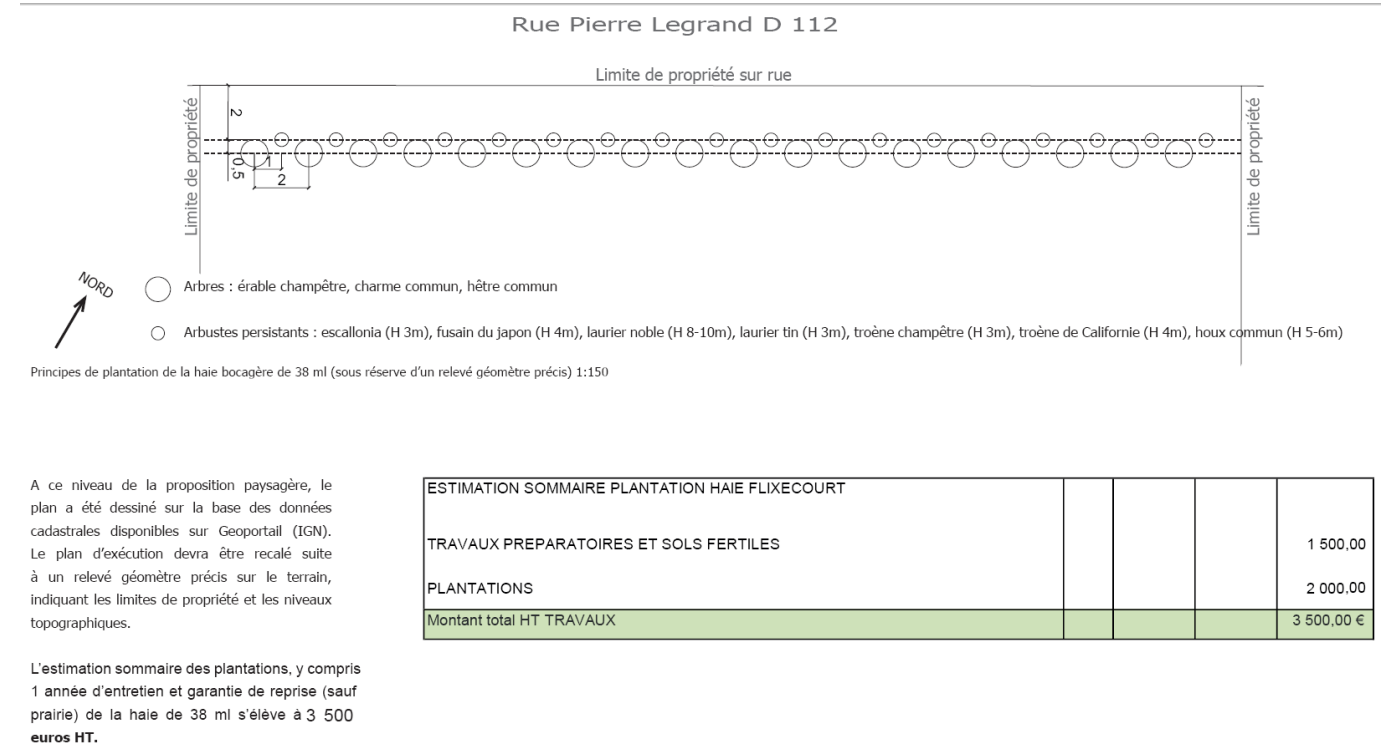 Rue Pierre Legrand D 112
Limite de propriété sur rue
Limite de propriété
2
0,5
1
2
Limite de propriété
NORD
Arbres : érable champêtre, charme commun, hêtre commun
Arbustes persistants : escallonia (H 3m), fusain du japon (H 4m), laurier noble (H 8-10m), laurier tin (H 3m), troène champêtre (H 3m), troène de Californie (H 4m), houx commun (H 5-6m)
Principes de plantation de la haie bocagère de 38 ml (sous réserve d'un relevé géomètre précis) 1:150
A ce niveau de la proposition paysagère, le
plan a été dessiné sur la base des données
cadastrales disponibles sur Geoportail (IGN).
Le plan d'exécution devra être recalé suite
à un relevé géomètre précis sur le terrain,
indiquant les limites de propriété et les niveaux
topographiques.
L'estimation sommaire des plantations, y compris
1 année d'entretien et garantie de reprise (sauf
prairie) de la haie de 38 ml s'élève à 3 500
euros HT.
ESTIMATION SOMMAIRE PLANTATION HAIE FLIXECOURT
TRAVAUX PREPARATOIRES ET SOLS FERTILES 1 500,00
PLANTATIONS 2 000,00
Montant total HT TRAVAUX 3 500,00 €